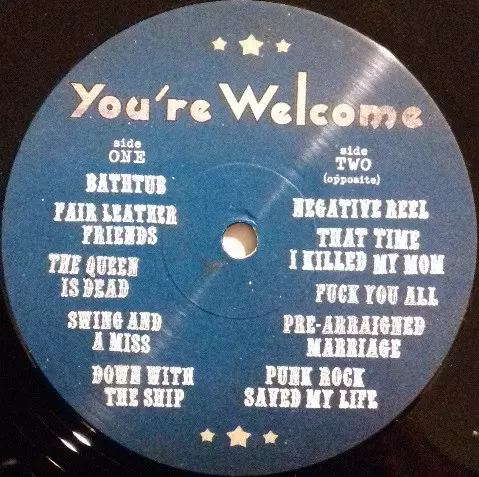 You're Welcome
side
ONE
BATHTUB
FAIR LEATHER
FRIENDS
THE QUEEN
IS DEAD
SWING AND
A MISS
DOWN WITH
THE SHIP
side
TWO
(opposite)
NEGATIVE REEL
THAT TIME
I KILLED MY MOM
FUCK YOU ALL
PRE-ARRAIGNED
MARRIAGE
PUNK ROCK
SAVED MY LIFE